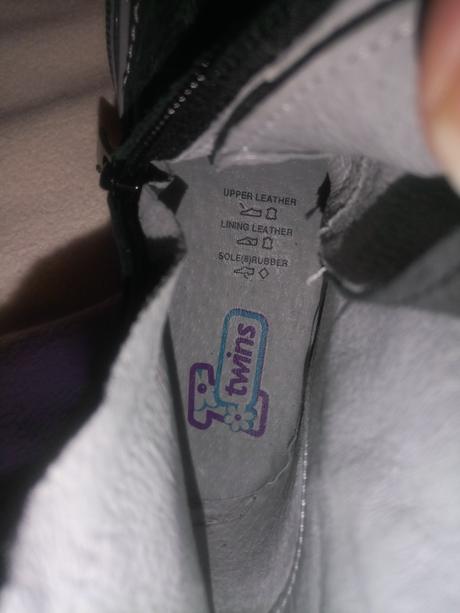 UPPER LEATHER
LINING LEATHER
SOLE(S)RUBBER
twins